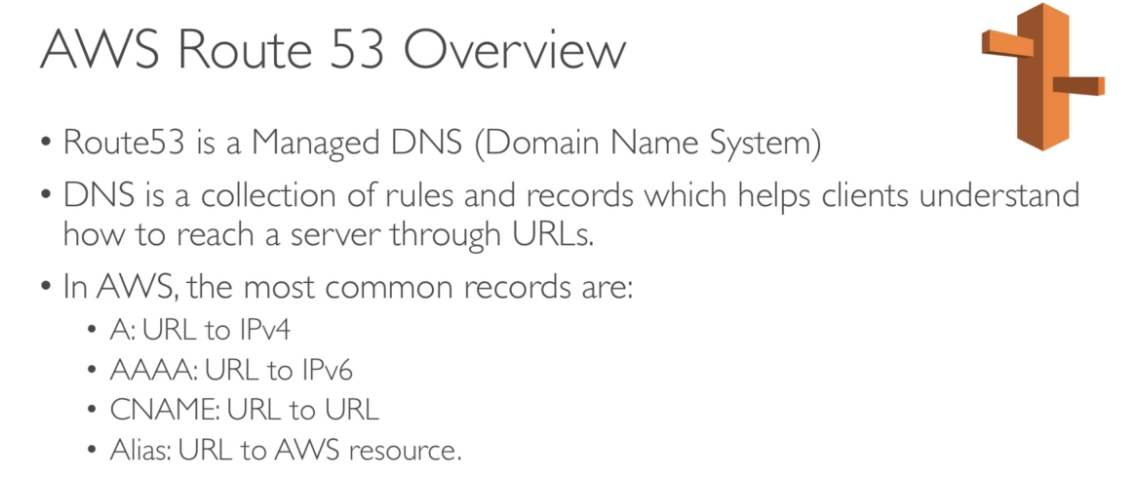 AWS Route 53 Overview
• Route53 is a Managed DNS (Domain Name System)
• DNS is a collection of rules and records which helps clients understand
how to reach a server through URLs.
• In AWS, the most common records are:
• A: URL to IPv4
• AAAA: URL to IPv6
• CNAME: URL to URL
• Alias: URL to AWS resource.